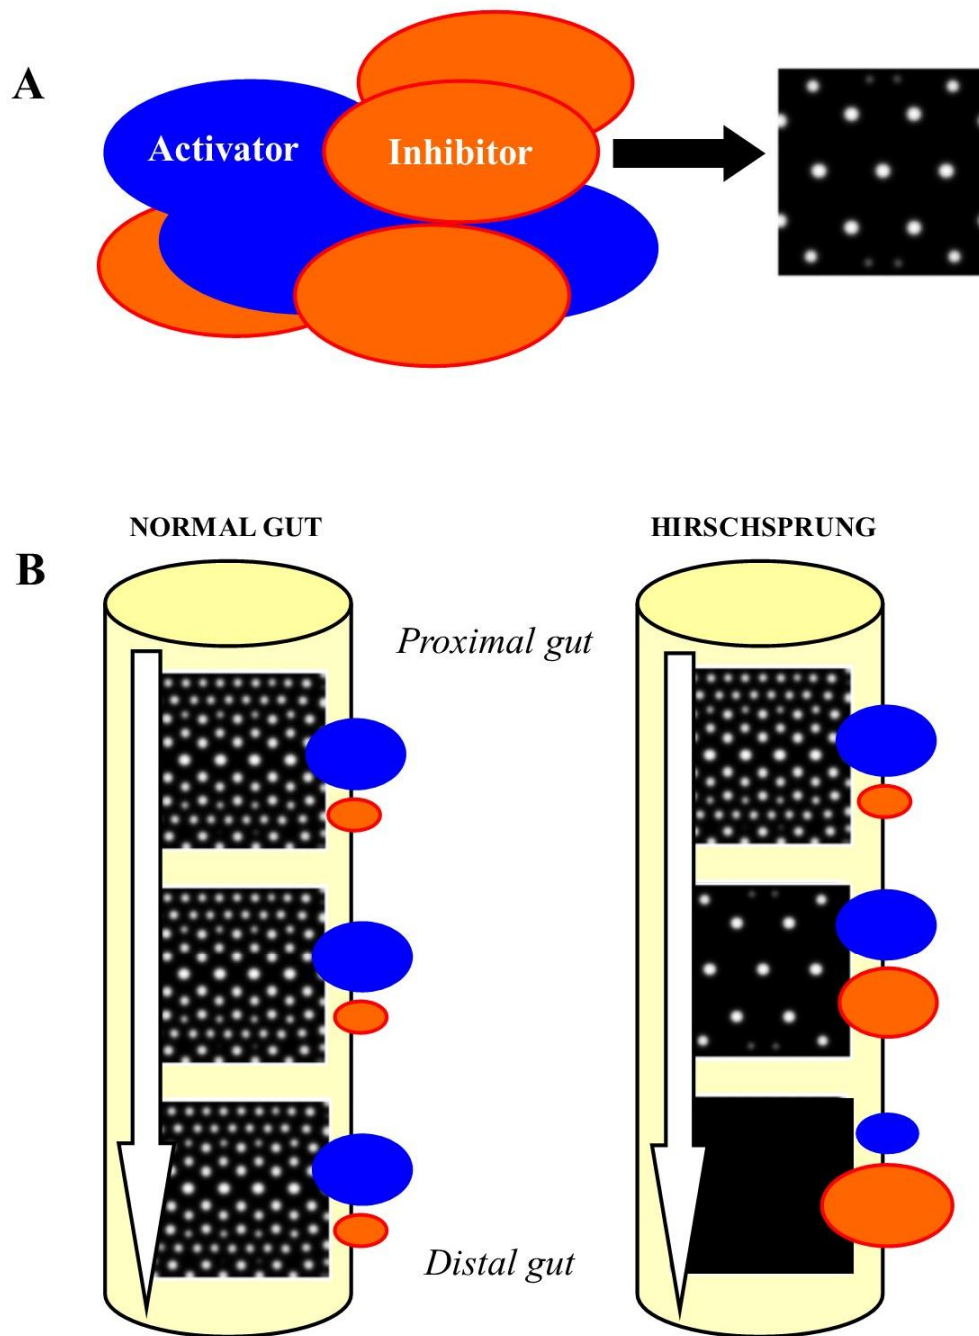 A
Activator
Inhibitor
NORMAL GUT
HIRSCHSPRUNG
B
Proximal gut
Distal gut